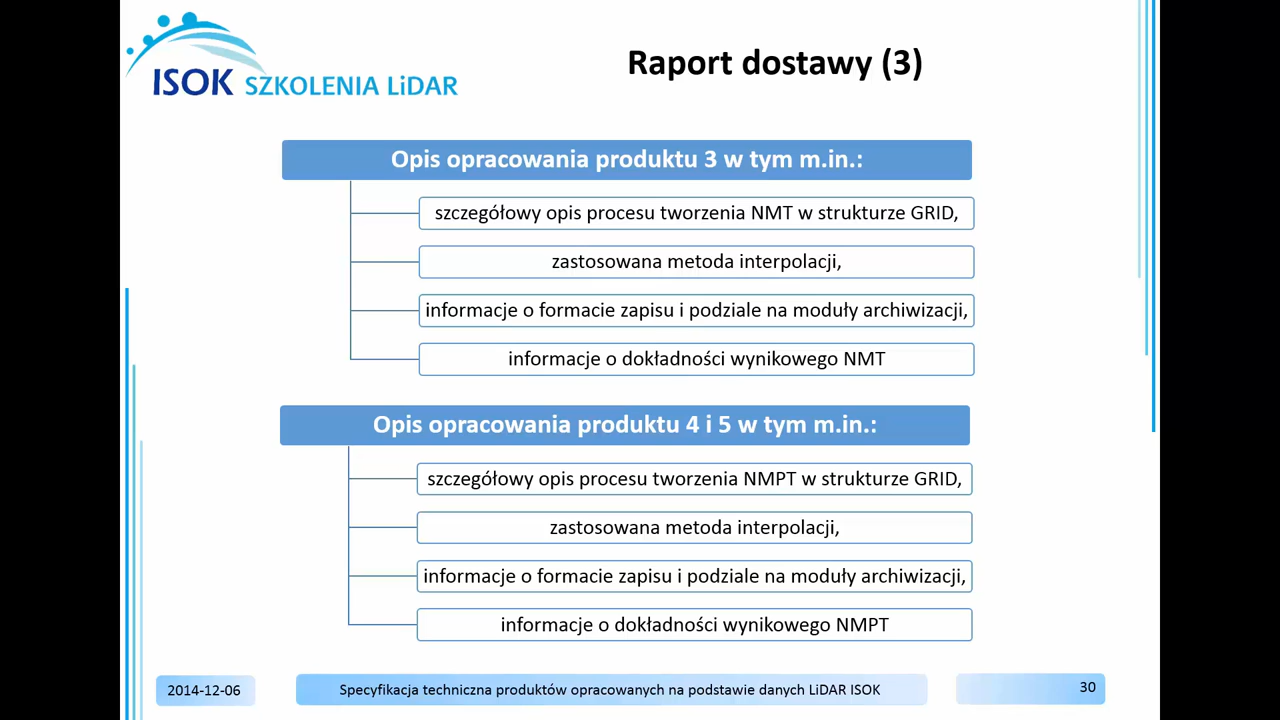 ISOK SZKOLENIA LiDAR
Raport dostawy (3)
Opis opracowania produktu 3 w tym m.in.:
szczegółowy opis procesu tworzenia NMT w strukturze GRID,
zastosowana metoda interpolacji,
informacje o formacie zapisu i podziale na moduły archiwizacji,
informacje o dokładności wynikowego NMT
Opis opracowania produktu 4 i 5 w tym m.in.:
szczegółowy opis procesu tworzenia NMPT w strukturze GRID,
zastosowana metoda interpolacji,
informacje o formacie zapisu i podziale na moduły archiwizacji,
informacje o dokładności wynikowego NMPT
2014-12-06
Specyfikacja techniczna produktów opracowanych na podstawie danych LiDAR ISOK
30